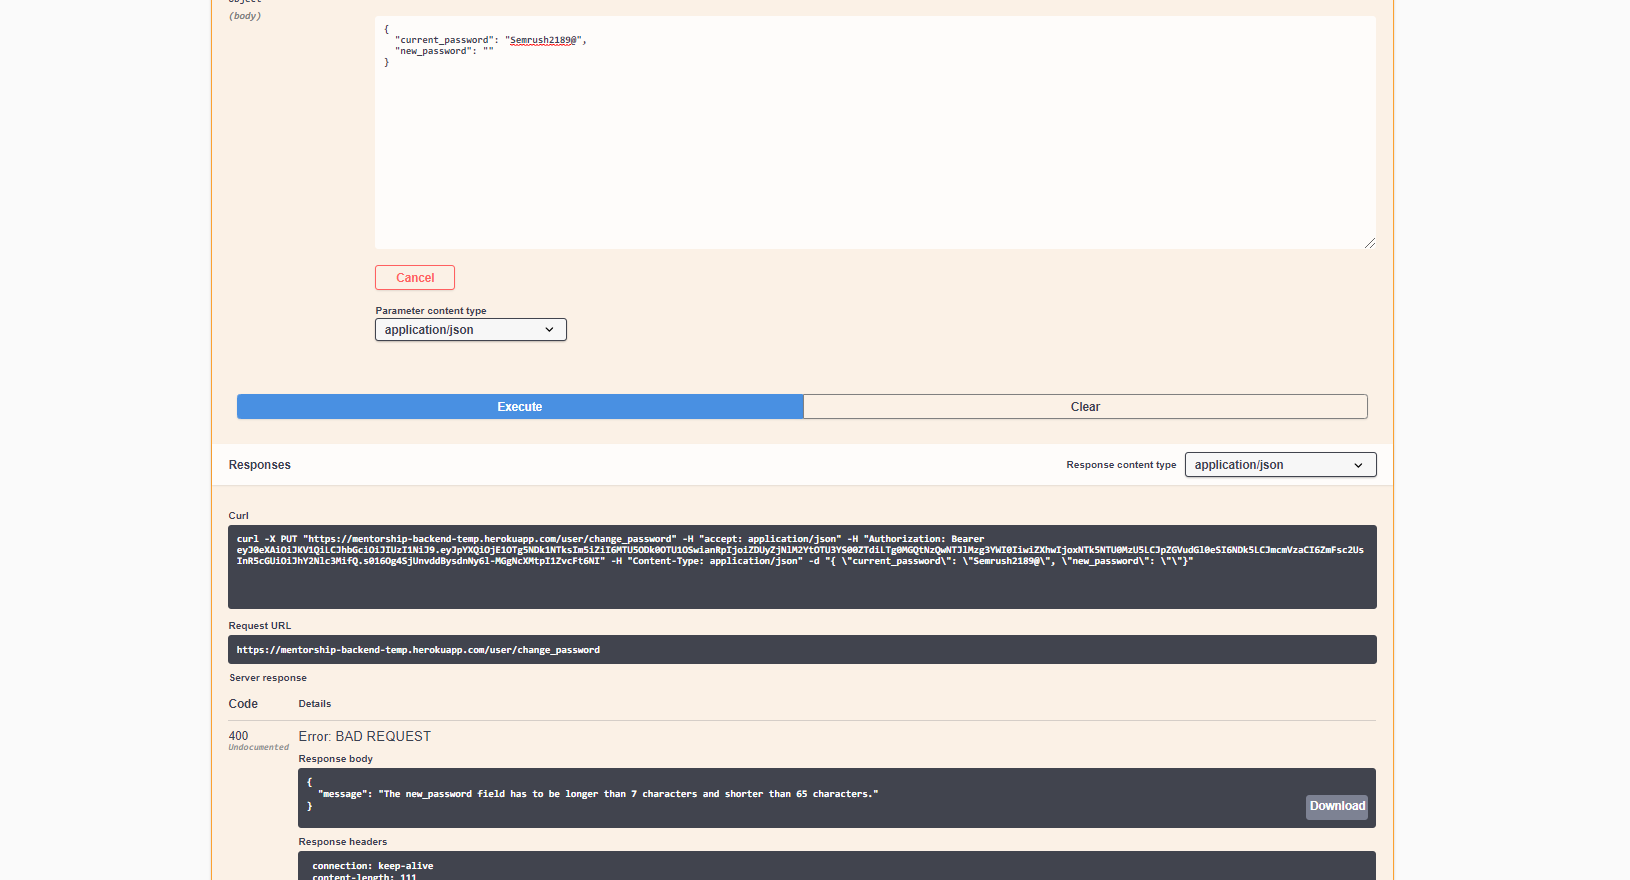 (body)
{
"current_password": "Semrush2189@",
"new_password": ""
}
Cancel
Parameter content type
application/json
Execute
Clear
Responses
Response content type
application/json
Curl
curl -X PUT "https://mentorship-backend-temp.herokuapp.com/user/change_password" -H "accept: application/json" -H "Authorization: Bearer
InR5cGUiOiJhY2Nlc3MifQ.s016Og4SjUnvddBysdnNy6l-MGgNcXMtpI1ZvcFt6NI" -H "Content-Type: application/json" -d "{ \"current_password\": \"Semrush2189@\", \"new_password\": \"\"}"
Request URL
https://mentorship-backend-temp.herokuapp.com/user/change_password
Server response
Code
Details
400
Undocumented
Error: BAD REQUEST
Response body
{
"message": "The new_password field has to be longer than 7 characters and shorter than 65 characters."
}
Download
Response headers
connection: keep-alive
content-length: 111